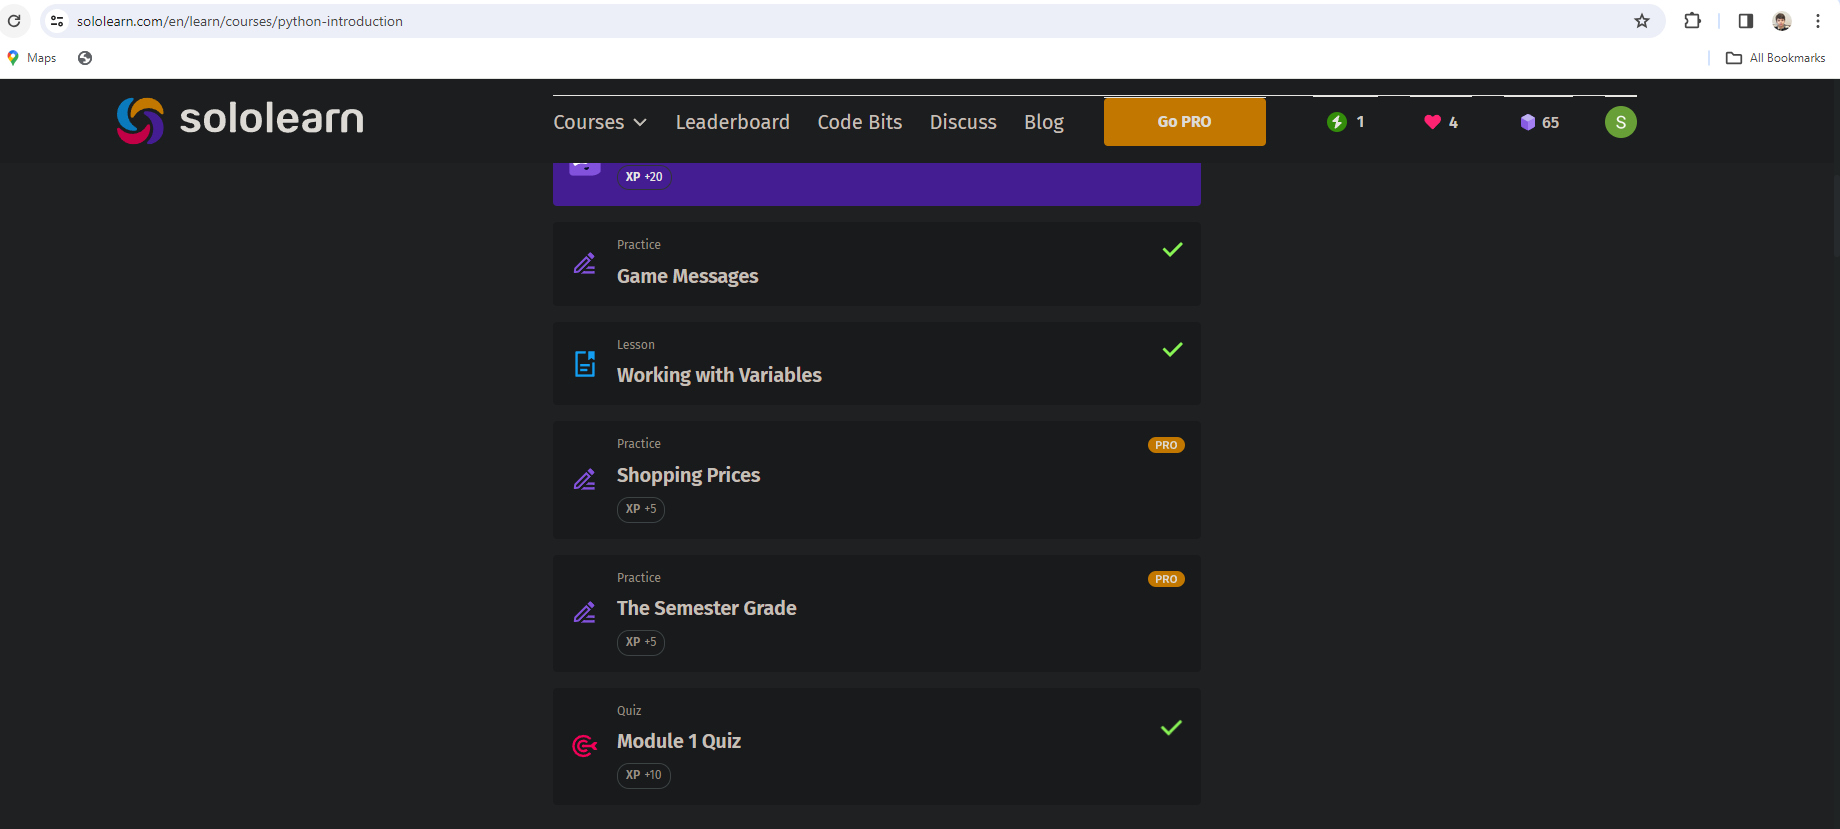 sololearn.com/en/learn/courses/python-introduction
Maps
All Bookmarks
sololearn
Courses Leaderboard Code Bits Discuss Blog Go PRO 1 4 65 S
XP +20
Practice
Game Messages
Lesson
Working with Variables
Practice PRO
Shopping Prices
XP +5
Practice PRO
The Semester Grade
XP +5
Quiz
Module 1 Quiz
XP +10